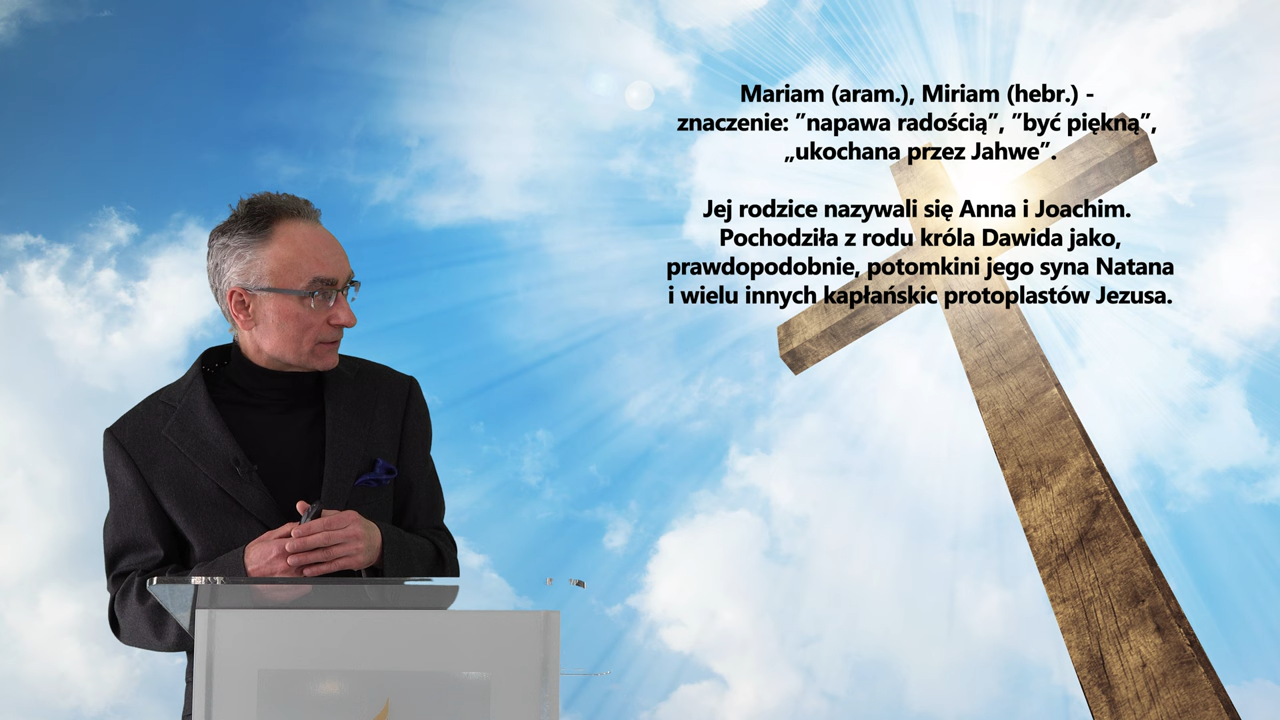 Mariam (aram.), Miriam (hebr.) -
znaczenie: ”napawa radością”, ”być piękną”,
„ukochana przez Jahwe”.
Jej rodzice nazywali się Anna i Joachim.
Pochodziła z rodu króla Dawida jako,
prawdopodobnie, potomkini jego syna Natana
i wielu innych kapłańskic protoplastów Jezusa.